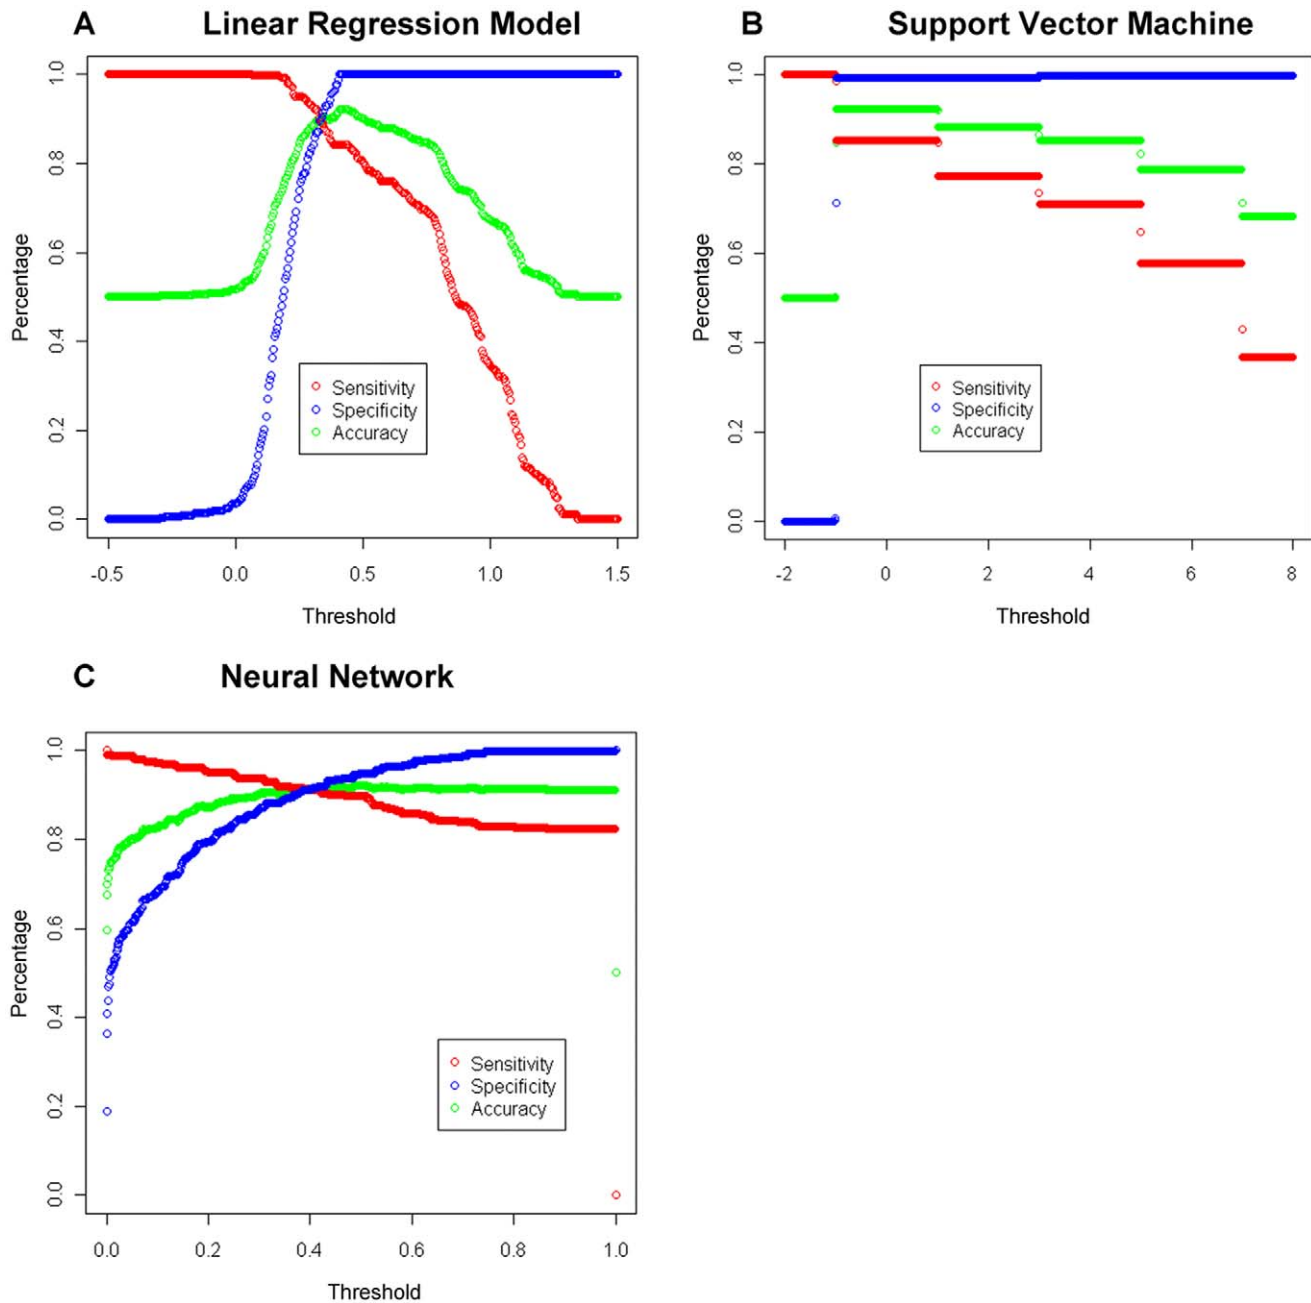 A Linear Regression Model
Percentage
1.0
0.8
0.6
0.4
0.2
0.0
Sensitivity
Specificity
Accuracy
-0.5 0.0 0.5 1.0 1.5
Threshold
B Support Vector Machine
Percentage
1.0
0.8
0.6
0.4
0.2
0.0
Sensitivity
Specificity
Accuracy
-2 0 2 4 6 8
Threshold
C Neural Network
Percentage
1.0
0.8
0.6
0.4
0.2
0.0
Sensitivity
Specificity
Accuracy
0.0 0.2 0.4 0.6 0.8 1.0
Threshold